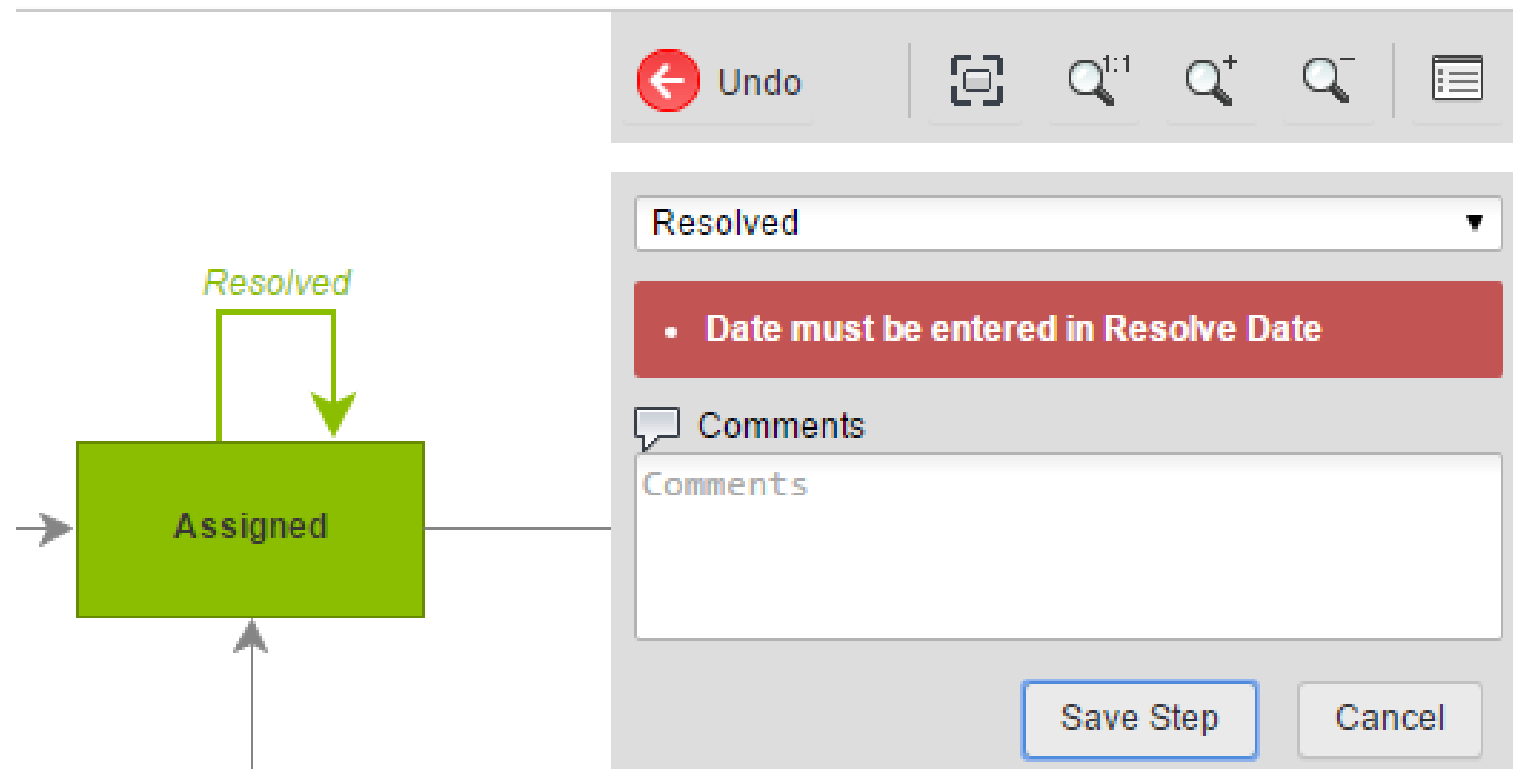 Undo
1:1
+
−
Resolved
Date must be entered in Resolve Date
Comments
Comments
Save Step
Cancel
Resolved
Assigned